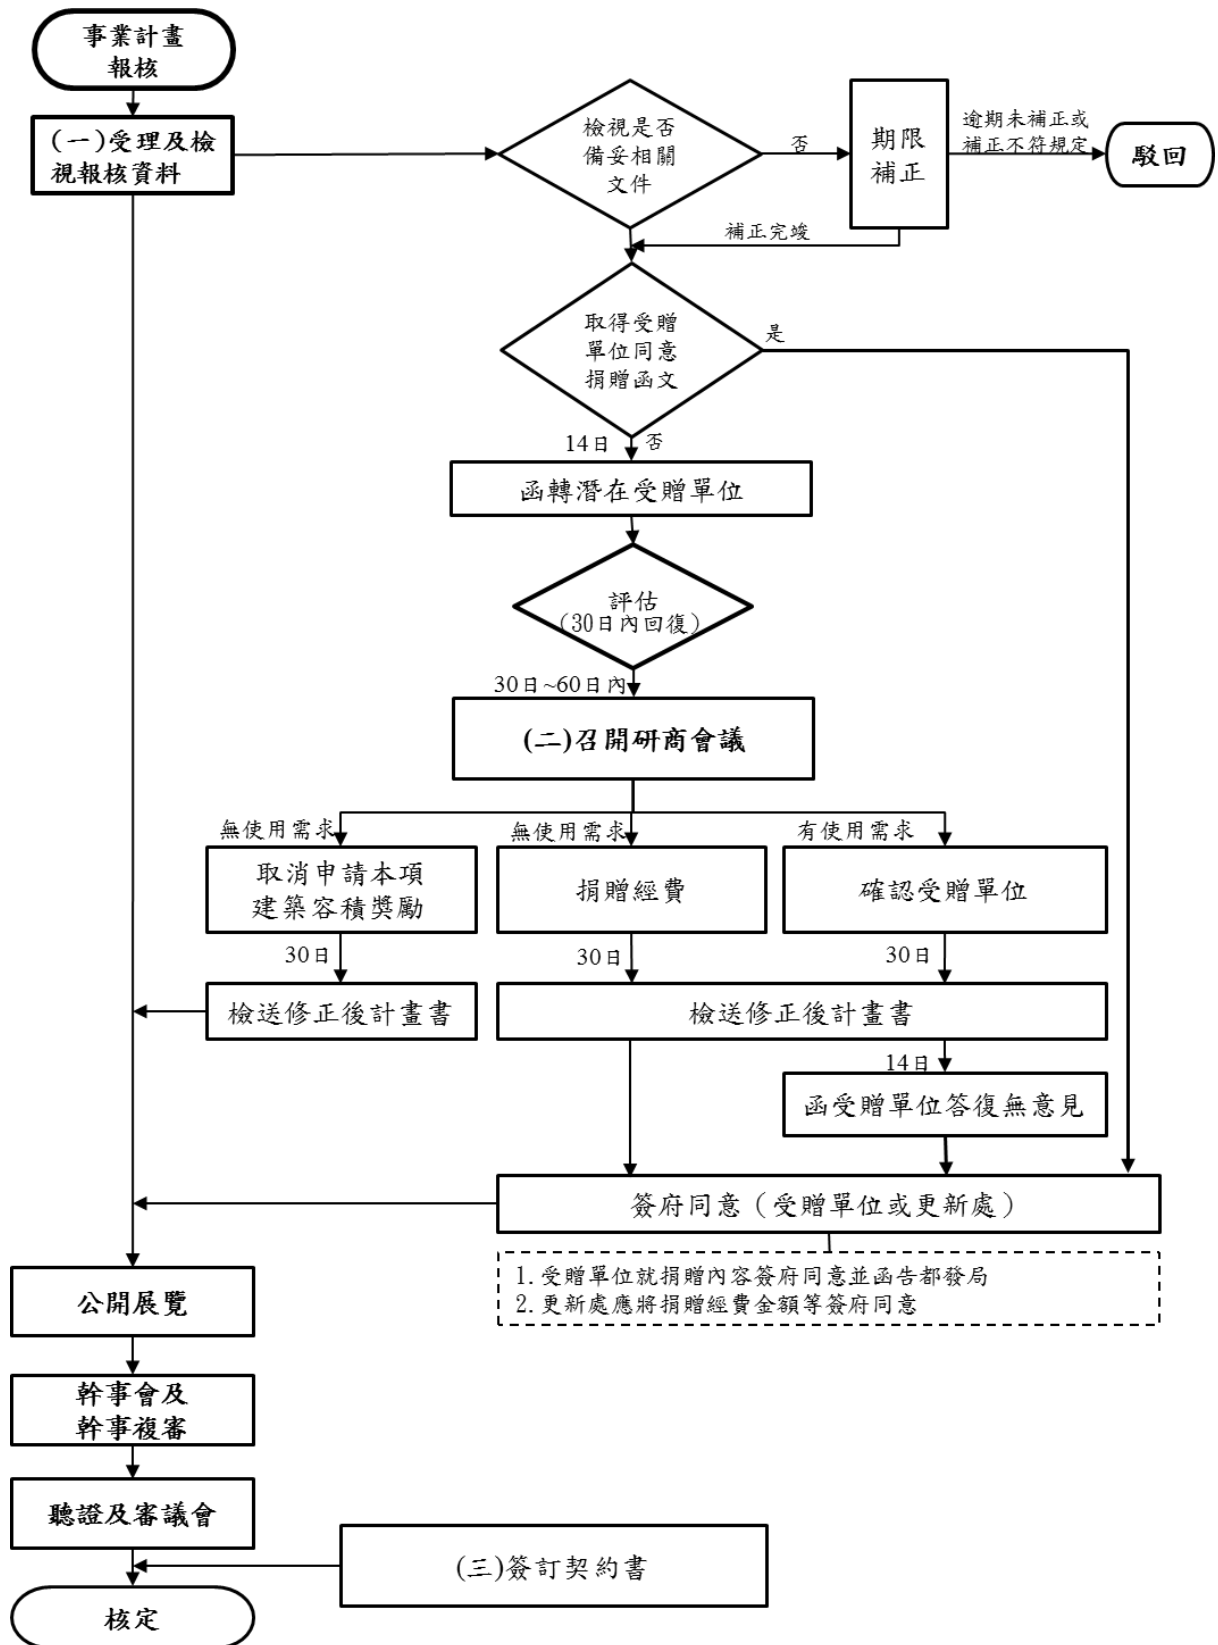 事業計畫
報核
(一)受理及檢
視報核資料
檢視是否
備妥相關
文件
否
期限
補正
逾期未補正或
補正不符規定
駁回
補正完竣
取得受贈
單位同意
捐贈函文
是
14日
否
函轉潛在受贈單位
評估
(30日內回復)
30日~60日內
(二)召開研商會議
無使用需求
無使用需求
有使用需求
取消申請本項
建築容積獎勵
捐贈經費
確認受贈單位
30日
30日
30日
檢送修正後計畫書
檢送修正後計畫書
14日
函受贈單位答復無意見
簽府同意（受贈單位或更新處）
1.受贈單位就捐贈內容簽府同意並函告都發局
2.更新處應將捐贈經費金額等簽府同意
公開展覽
幹事會及
幹事複審
聽證及審議會
(三)簽訂契約書
核定